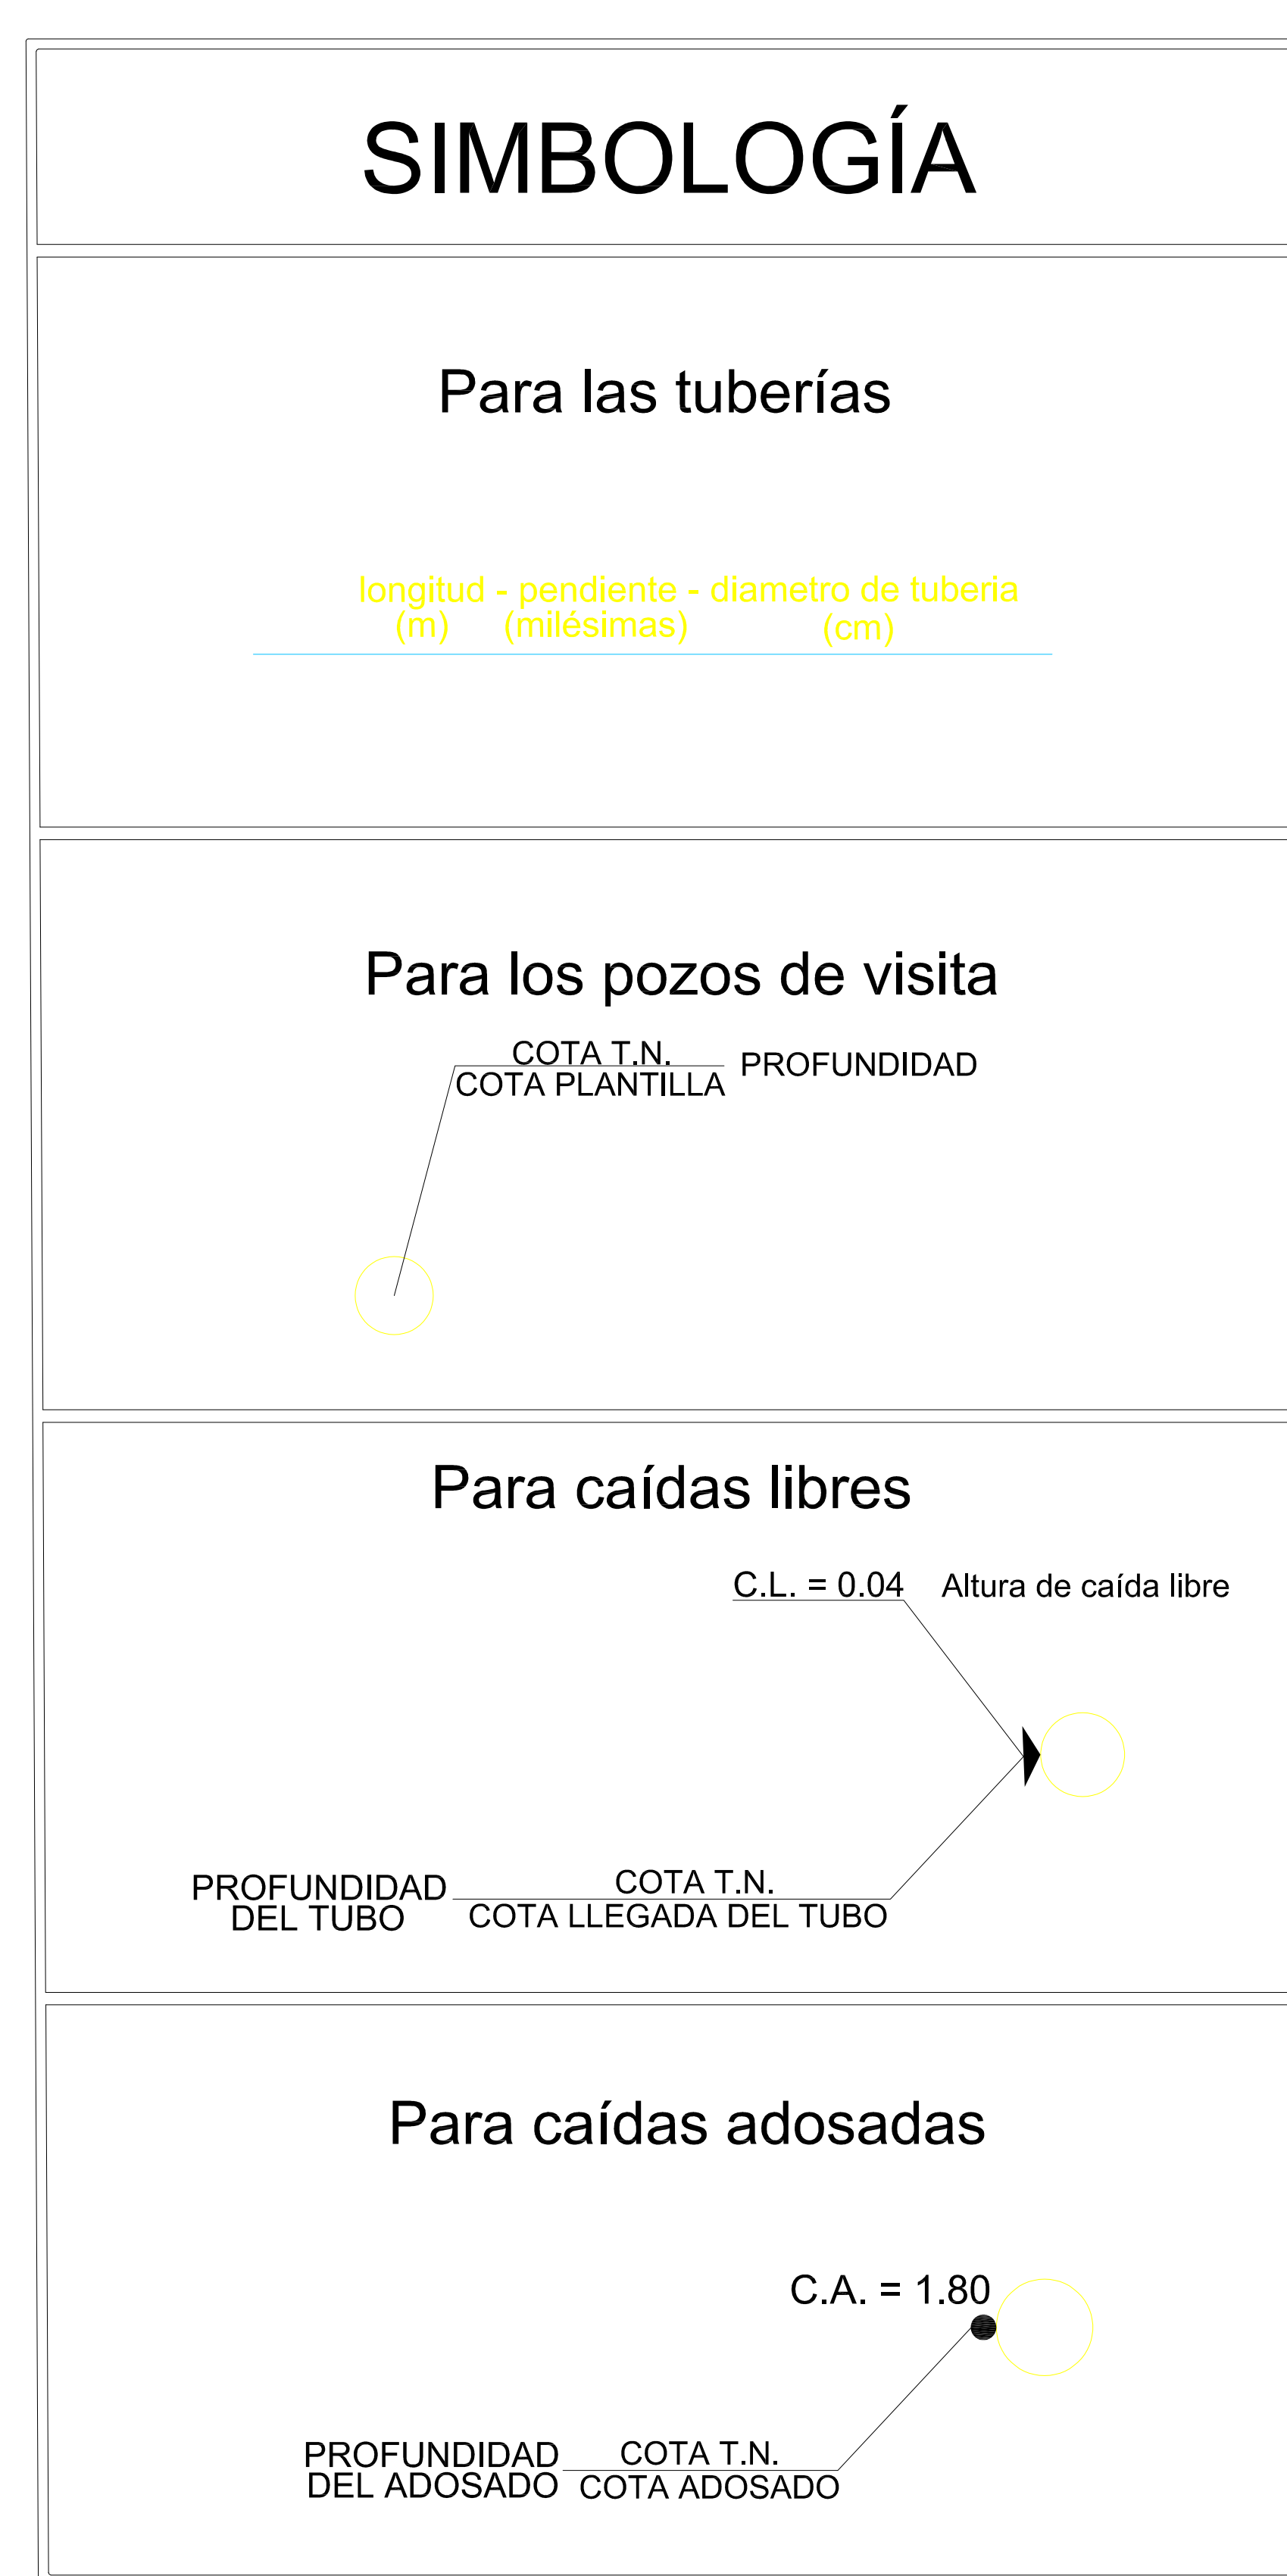 SIMBOLOGÍA
Para las tuberías
longitud - pendiente - diametro de tuberia
(m) (milésimas) (cm)
Para los pozos de visita
COTA T.N.
COTA PLANTILLA
PROFUNDIDAD
Para caídas libres
C.L. = 0.04 Altura de caída libre
PROFUNDIDAD
DEL TUBO
COTA T.N.
COTA LLEGADA DEL TUBO
Para caídas adosadas
C.A. = 1.80
PROFUNDIDAD
DEL ADOSADO
COTA T.N.
COTA ADOSADO